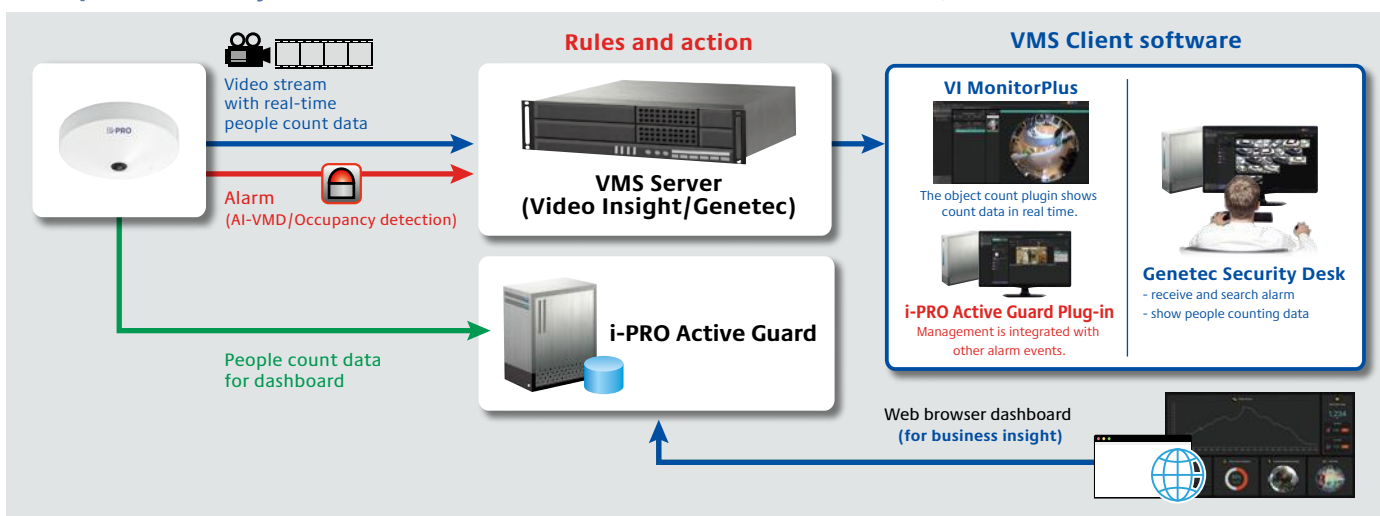 i-PRO
Video stream
with real-time
people count data
Alarm
(AI-VMD/Occupancy detection)
People count data
for dashboard
Rules and action
VMS Server
(Video Insight/Genetec)
i-PRO Active Guard
VMS Client software
VI MonitorPlus
The object count plugin shows
count data in real time.
i-PRO Active Guard Plug-in
Management is integrated with
other alarm events.
Genetec Security Desk
- receive and search alarm
- show people counting data
Web browser dashboard
(for business insight)
1,234